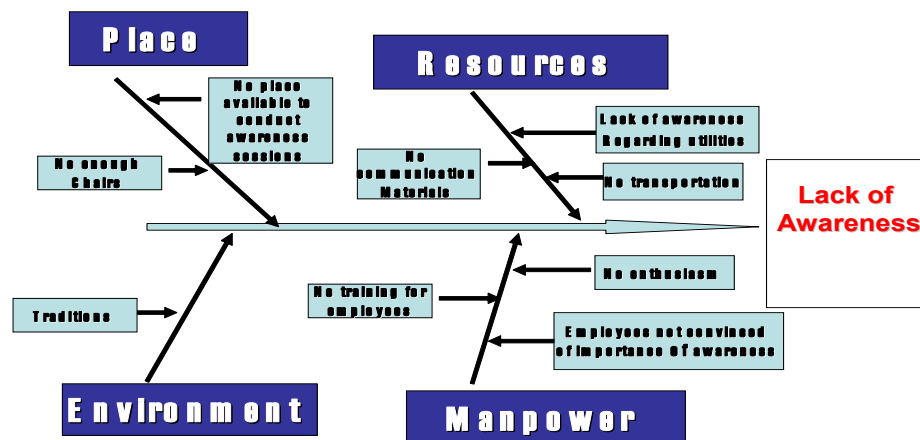 Place
Resources
No place
available to
conduct
awareness
sessions
No enough
Chairs
Lack of awareness
Regarding utilities
No
communication
Materials
No transportation
Lack of
Awareness
No enthusiasm
No training for
employees
Traditions
Employees not convinced
of importance Of awareness
Environment
Manpower